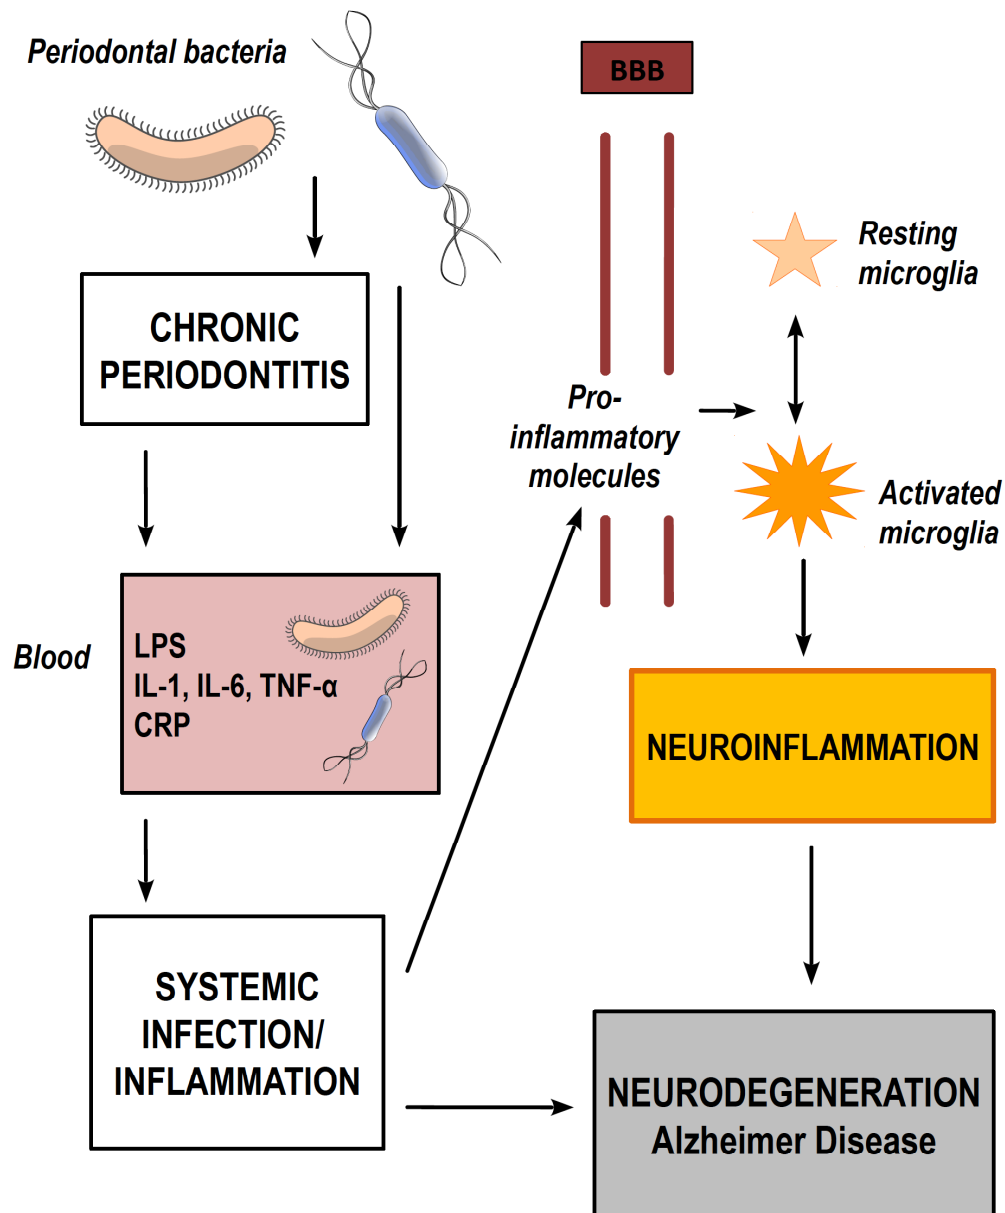 Periodontal bacteria
BBB
Resting
microglia
CHRONIC
PERIODONTITIS
Pro-
inflammatory
molecules
Activated
microglia
Blood
LPS
IL-1, IL-6, TNF-α
CRP
NEUROINFLAMMATION
SYSTEMIC
INFECTION/
INFLAMMATION
NEURODEGENERATION
Alzheimer Disease